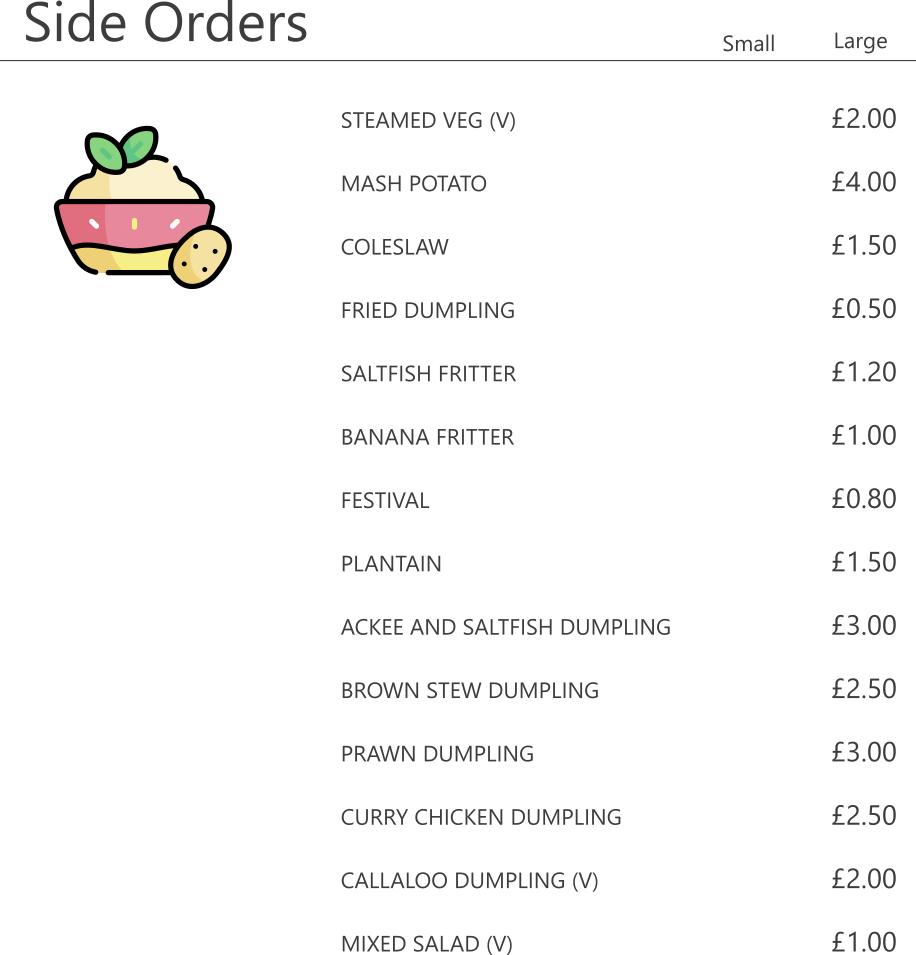 Side Orders
Small Large
STEAMED VEG (V) £2.00
MASH POTATO £4.00
COLESLAW £1.50
FRIED DUMPLING £0.50
SALTFISH FRITTER £1.20
BANANA FRITTER £1.00
FESTIVAL £0.80
PLANTAIN £1.50
ACKEE AND SALTFISH DUMPLING £3.00
BROWN STEW DUMPLING £2.50
PRAWN DUMPLING £3.00
CURRY CHICKEN DUMPLING £2.50
CALLALOO DUMPLING (V) £2.00
MIXED SALAD (V) £1.00